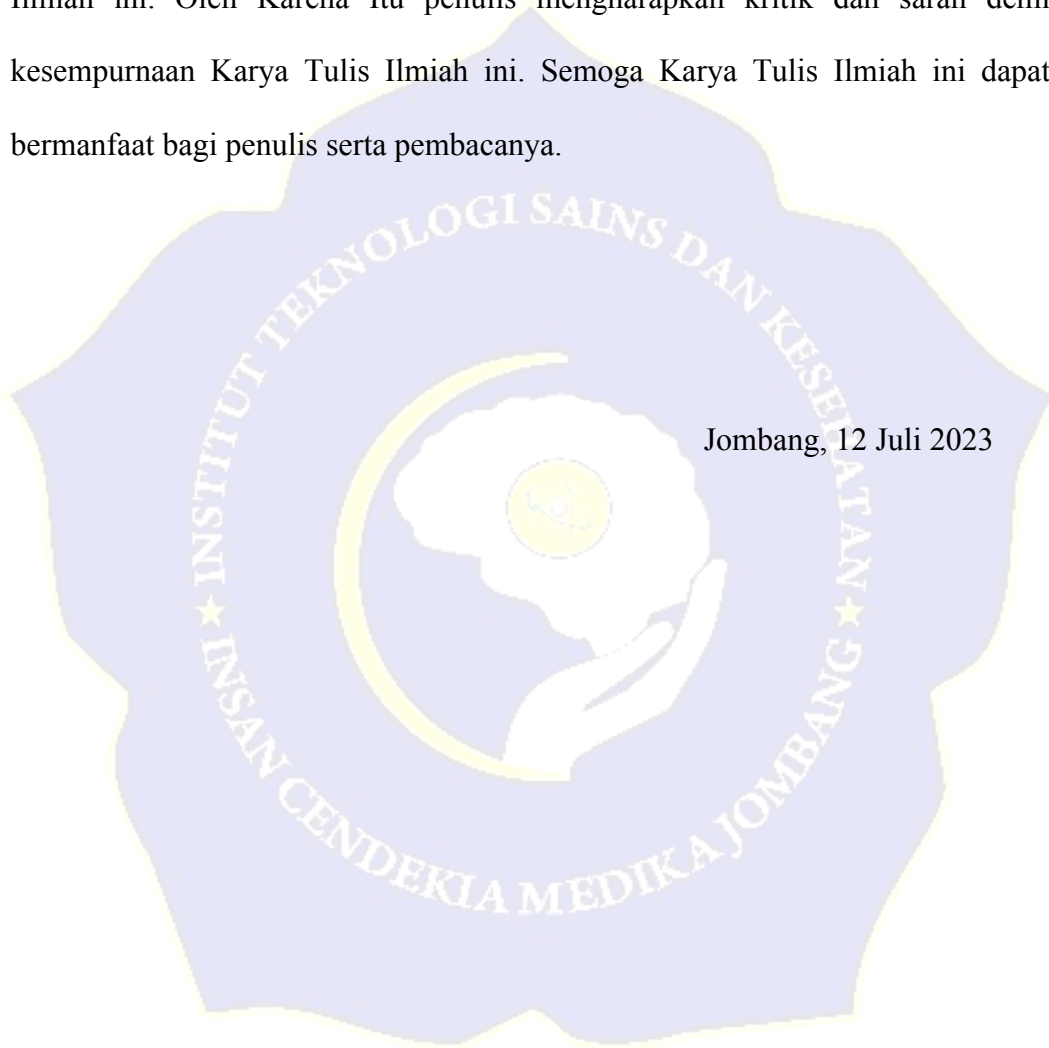 Ilmiah ini. Oleh Karena Itu penulis mengharapkan kritik dan saran demi
kesempurnaan Karya Tulis Ilmiah ini. Semoga Karya Tulis Ilmiah ini dapat
bermanfaat bagi penulis serta pembacanya.
INSTITUT TEKNOLOGI SAINS DAN KESEHATAN
Jombang, 12 Juli 2023
INSAN CENDEKIA MEDIKA JOMBANG